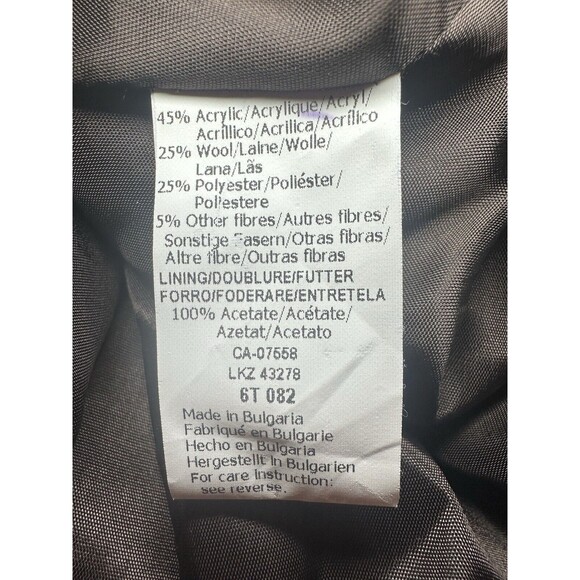 45% Acrylic/Acrylique/Acryl/
Acríllico/Acrilica/Acrílico
25% Wool/Laine/Wolle/
Lana/Lãs
25% Polyester/Poliéster/
Poliestere
5% Other fibres/Autres fibres/
Sonstige Fasern/Otras fibras/
Altre fibre/Outras fibras
LINING/DOUBLURE/FUTTER
FORRO/FODERARE/ENTRETELA
100% Acetate/Acétate/
Azetat/Acetato
CA-07558
LKZ 43278
6T 082
Made in Bulgaria
Fabriqué en Bulgarie
Hecho en Bulgaria
Hergestellt in Bulgarien
For care instruction:
see reverse.